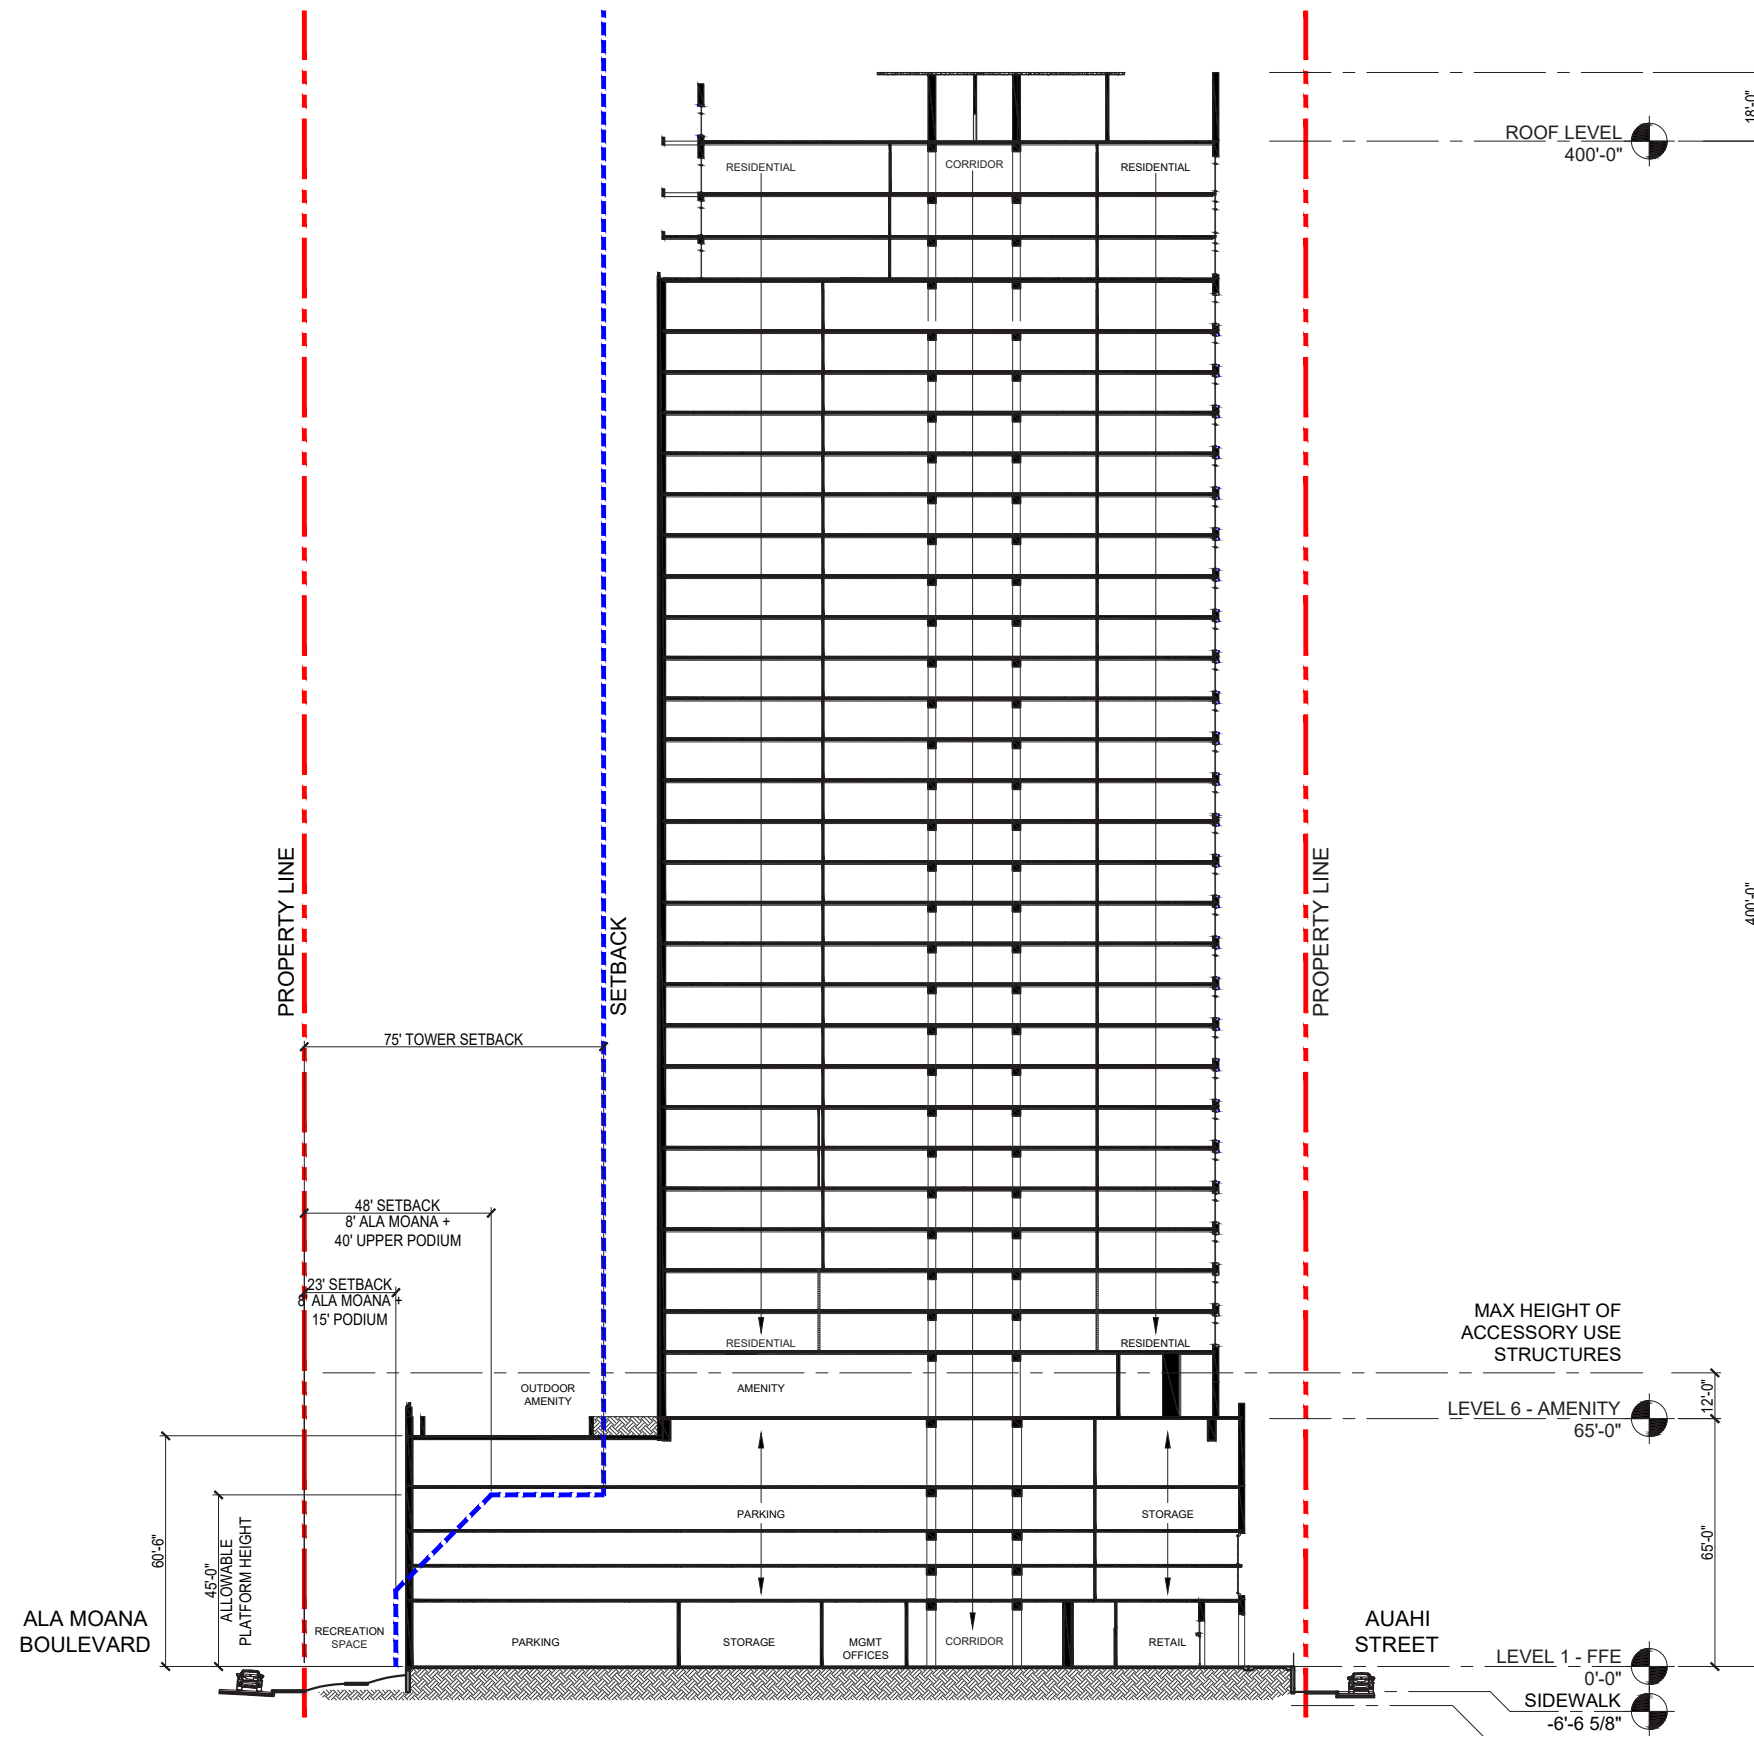 18'-0"
ROOF LEVEL
400'-0"
RESIDENTIAL
CORRIDOR
RESIDENTIAL
PROPERTY LINE
SETBACK
PROPERTY LINE
400'-0"
75' TOWER SETBACK
48' SETBACK
8' ALA MOANA +
40' UPPER PODIUM
23' SETBACK
8' ALA MOANA +
15' PODIUM
RESIDENTIAL
RESIDENTIAL
MAX HEIGHT OF
ACCESSORY USE
STRUCTURES
OUTDOOR
AMENITY
AMENITY
12'-0"
LEVEL 6 - AMENITY
65'-0"
PARKING
STORAGE
60'-6"
45'-0"
ALLOWABLE
PLATFORM HEIGHT
65'-0"
ALA MOANA
BOULEVARD
RECREATION
SPACE
PARKING
STORAGE
MGMT
OFFICES
CORRIDOR
RETAIL
AUAHI
STREET
LEVEL 1 - FFE
0'-0"
SIDEWALK
-6'-6 5/8"